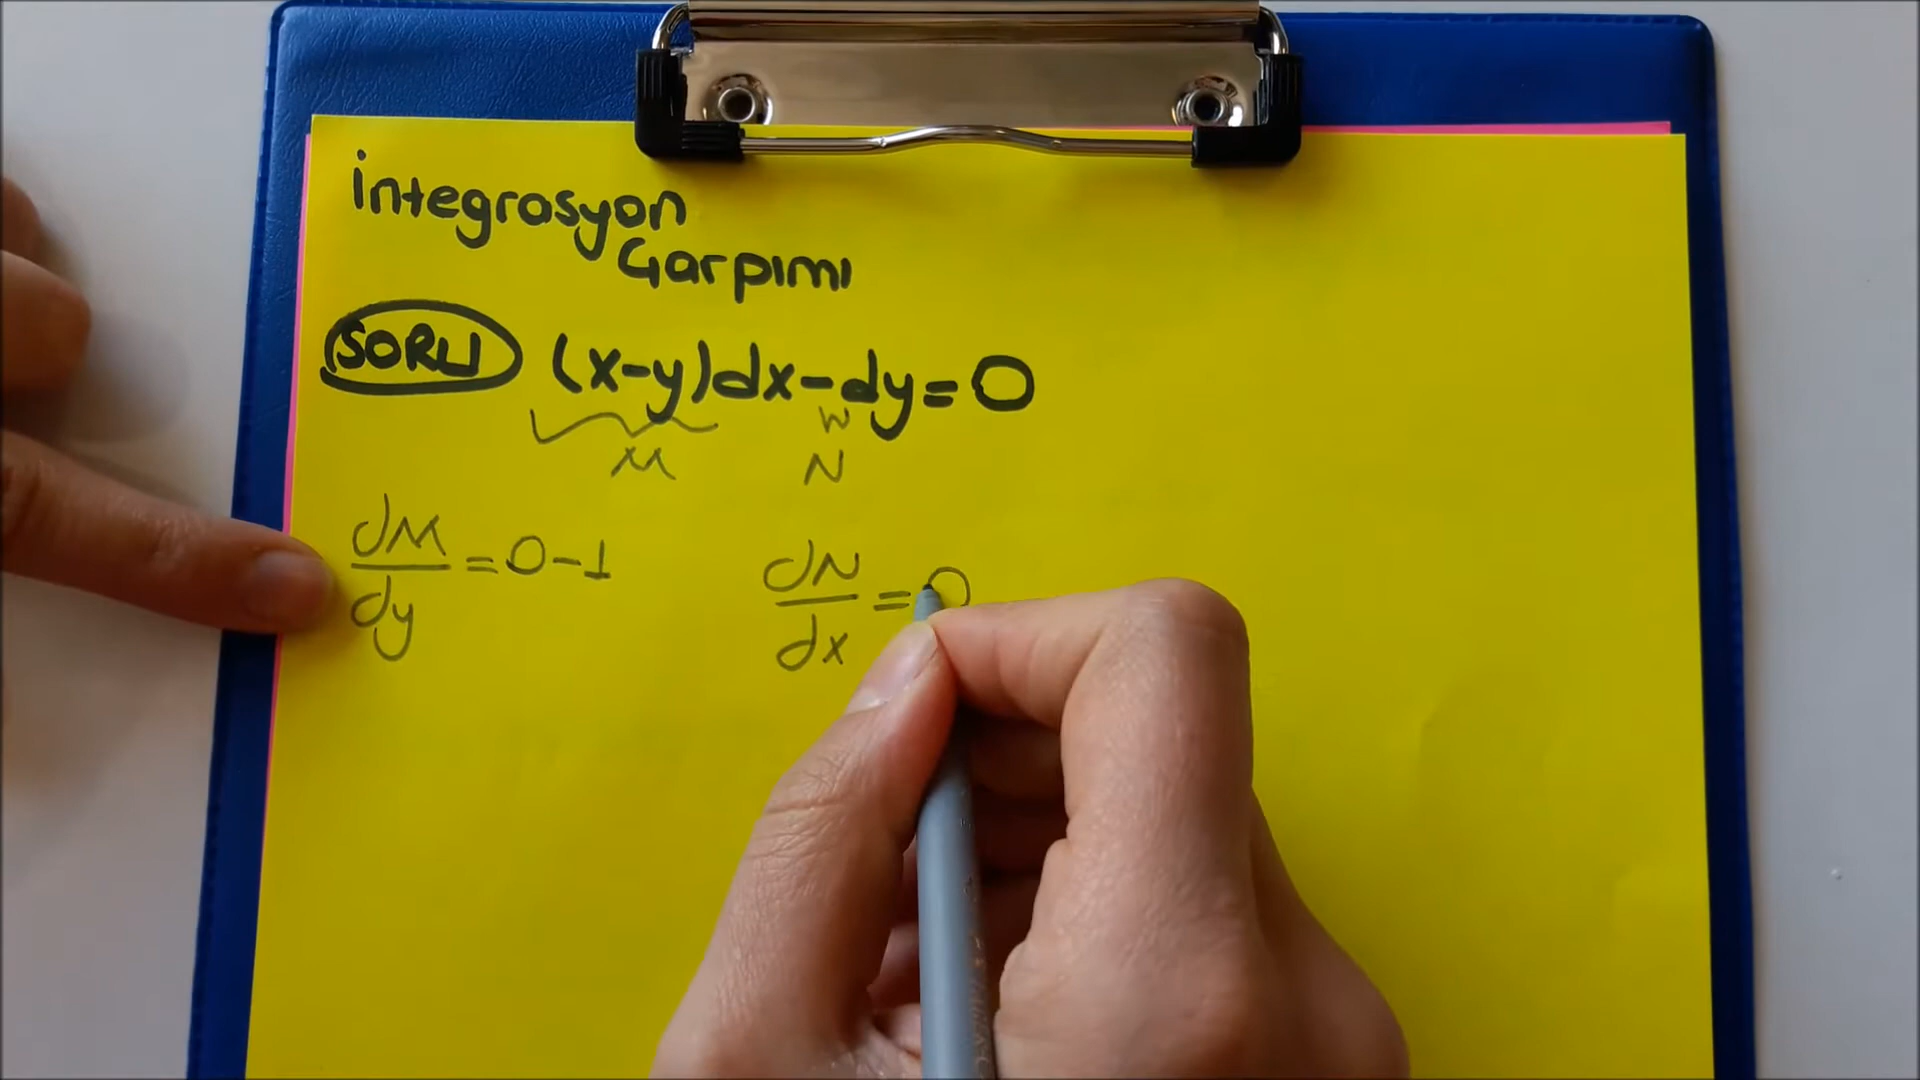 integrasyon
Çarpımı
SORU (x-y)dx-dy=0
M N
dM/dy = 0-1 dN/dx = 0